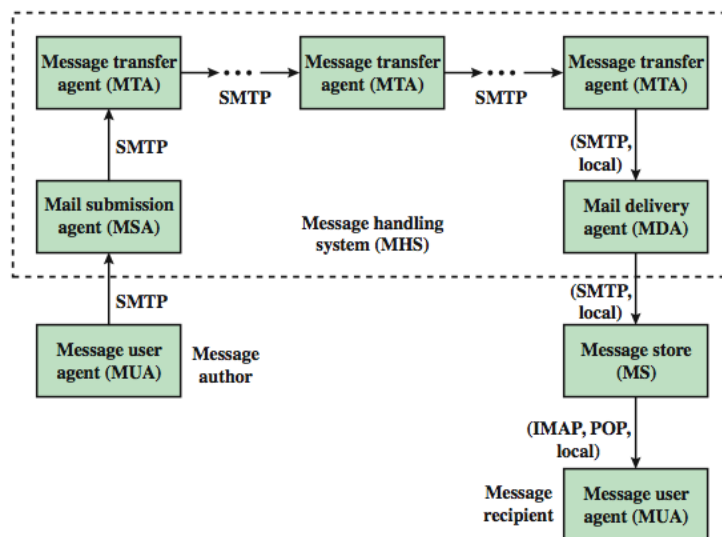 Message transfer
agent (MTA)
SMTP
Message transfer
agent (MTA)
SMTP
Message transfer
agent (MTA)
SMTP
(SMTP,
local)
Mail submission
agent (MSA)
Message handling
system (MHS)
Mail delivery
agent (MDA)
SMTP
(SMTP,
local)
Message user
agent (MUA)
Message
author
Message store
(MS)
(IMAP, POP,
local)
Message
recipient
Message user
agent (MUA)